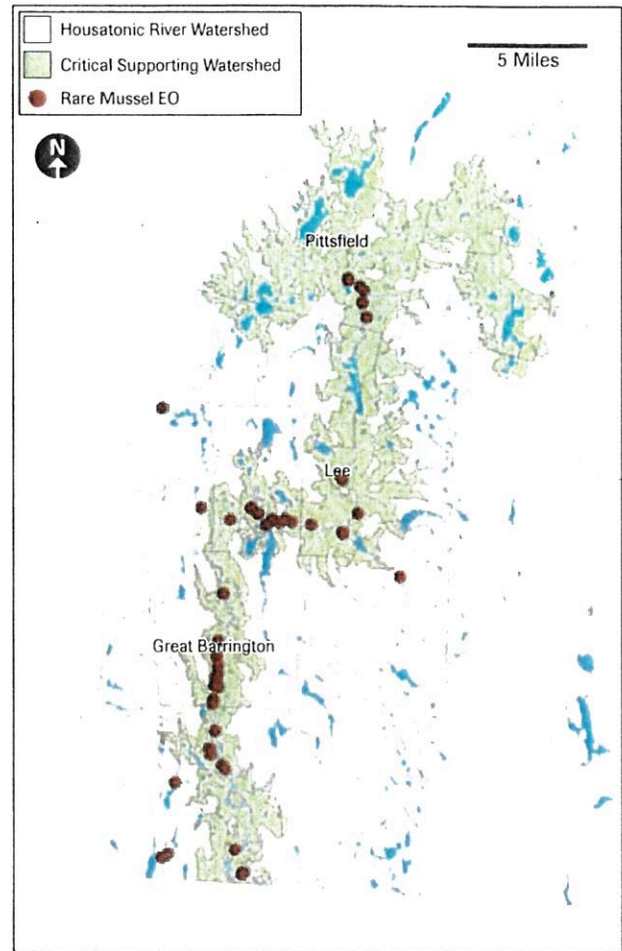 Housatonic River Watershed
Critical Supporting Watershed
Rare Mussel EO
5 Miles
N
Pittsfield
Lee
Great Barrington